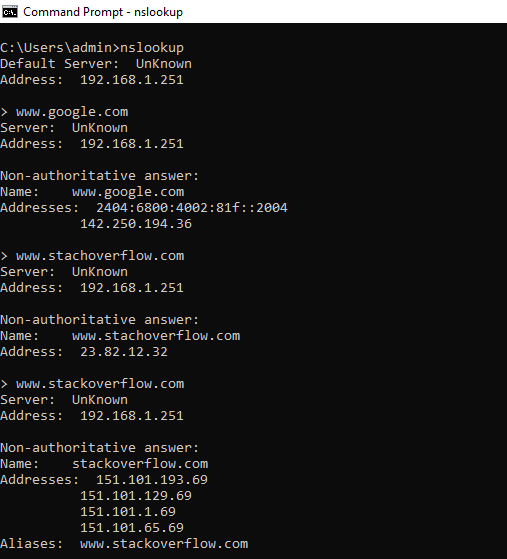 Command Prompt - nslookup
C:\Users\admin>nslookup
Default Server:  UnKnown
Address:  192.168.1.251
> www.google.com
Server:  UnKnown
Address:  192.168.1.251
Non-authoritative answer:
Name:    www.google.com
Addresses:  2404:6800:4002:81f::2004
142.250.194.36
> www.stachoverflow.com
Server:  UnKnown
Address:  192.168.1.251
Non-authoritative answer:
Name:    www.stachoverflow.com
Address:  23.82.12.32
> www.stackoverflow.com
Server:  UnKnown
Address:  192.168.1.251
Non-authoritative answer:
Name:    stackoverflow.com
Addresses:  151.101.193.69
151.101.129.69
151.101.1.69
151.101.65.69
Aliases:  www.stackoverflow.com